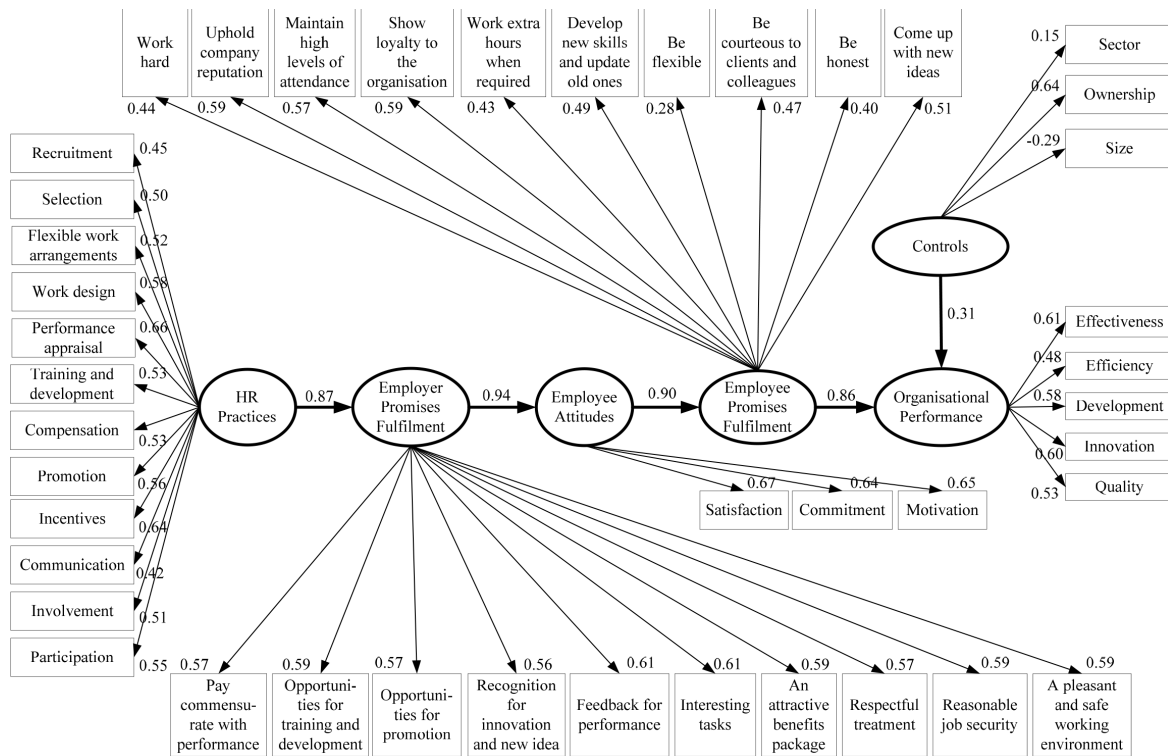 Work
hard
Uphold
company
reputation
Maintain
high
levels of
attendance
Show
loyalty to
the
organisation
Work extra
hours
when
required
Develop
new skills
and update
old ones
Be
flexible
Be
courteous to
clients and
colleagues
Be
honest
Come up
with new
ideas
0.44
0.59
0.57
0.59
0.43
0.49
0.28
0.47
0.40
0.51
0.15
Sector
0.64
Ownership
-0.29
Size
Controls
0.31
Recruitment
0.45
Selection
0.50
Flexible work
arrangements
0.52
Work design
0.58
Performance
appraisal
0.66
Training and
development
0.53
Compensation
0.53
Promotion
0.56
Incentives
0.64
Communication
0.42
Involvement
0.51
Participation
0.55
HR
Practices
0.87
Employer
Promises
Fulfilment
0.94
Employee
Attitudes
0.90
Employee
Promises
Fulfilment
0.86
Organisational
Performance
0.61
Effectiveness
0.48
Efficiency
0.58
Development
Innovation
0.60
Quality
0.53
0.67
0.64
0.65
Satisfaction
Commitment
Motivation
0.57
0.59
0.57
0.56
0.61
0.61
0.59
0.57
0.59
0.59
Pay
commensu-
rate with
performance
Opportuni-
ties for
training and
development
Opportuni-
ties for
promotion
Recognition
for
innovation
and new idea
Feedback for
performance
Interesting
tasks
An
attractive
benefits
package
Respectful
treatment
Reasonable
job security
A pleasant
and safe
working
environment